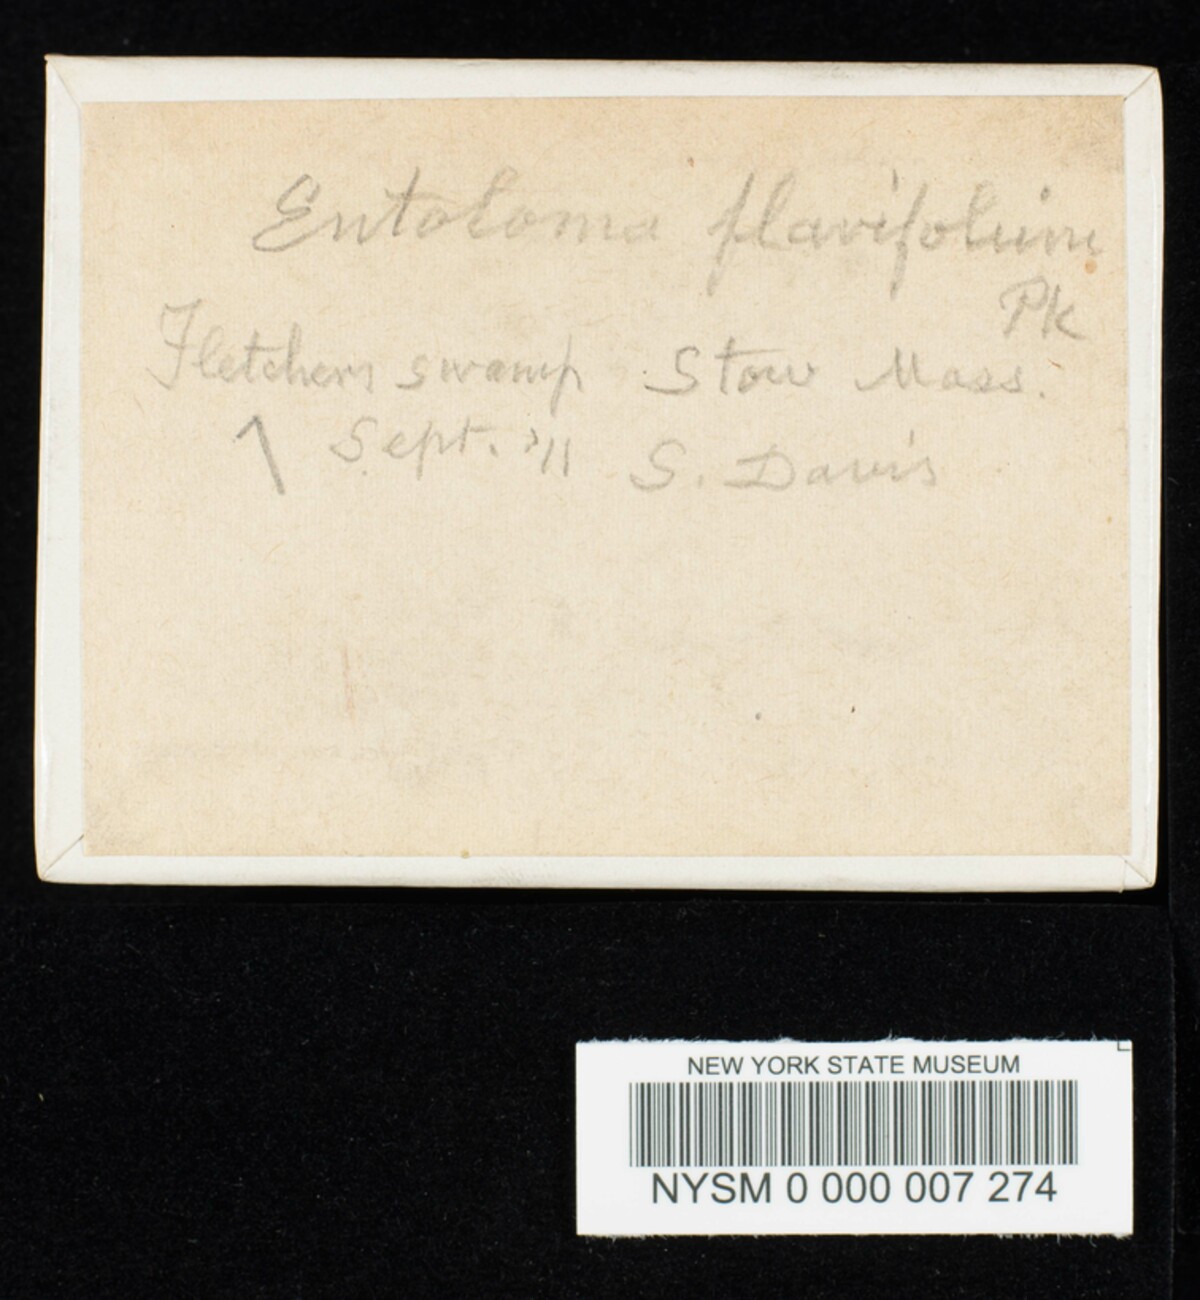 Entoloma flavifolium
Pk
Fletchers swamp Stow Mass.
7 Sept. '11 S. Davis
NEW YORK STATE MUSEUM
NYSM 0 000 007 274